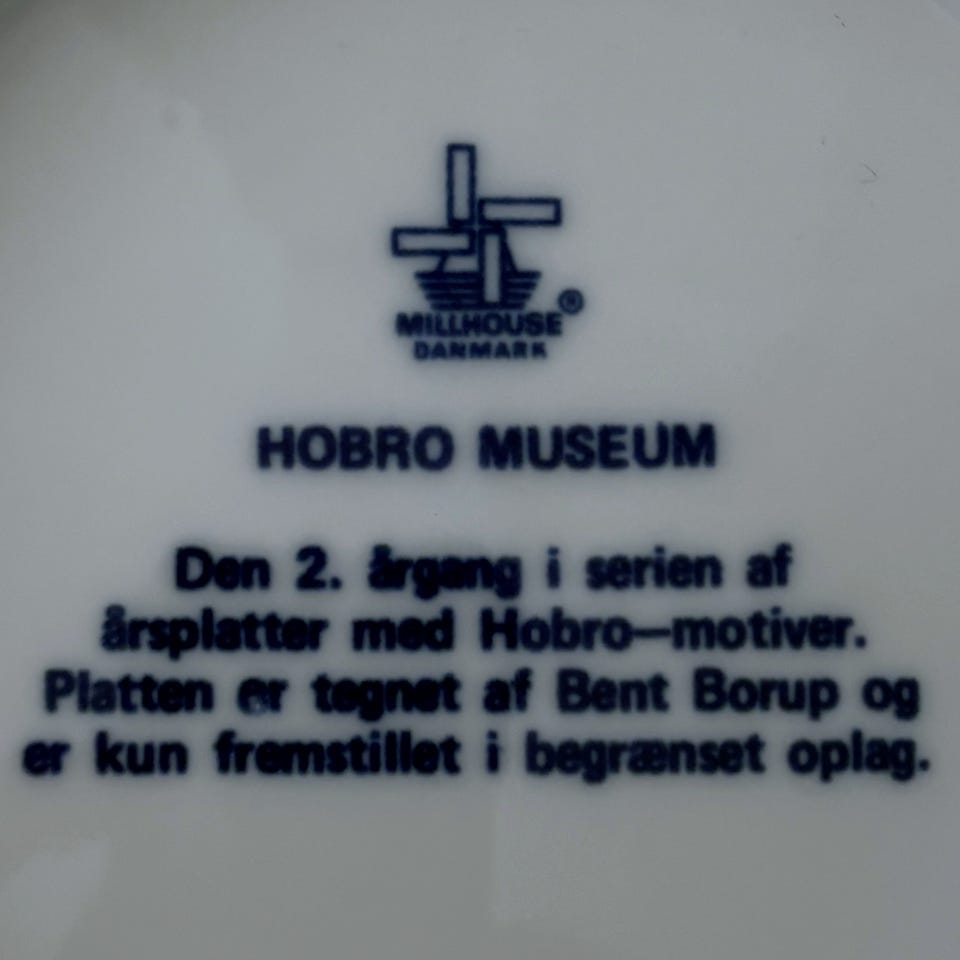 MILLHOUSE ®
DANMARK
HOBRO MUSEUM
Den 2. årgang i serien af
årsplatter med Hobro—motiver.
Platten er tegnet af Bent Borup og
er kun fremstillet i begrænset oplag.